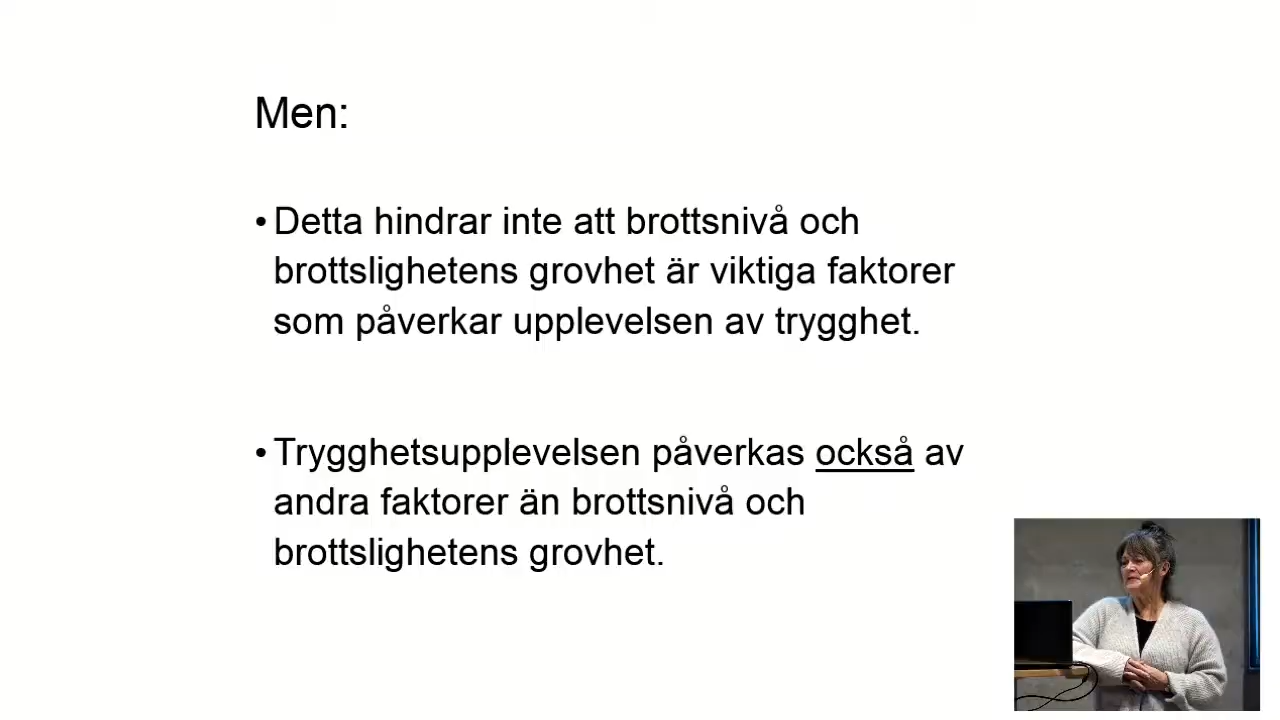 Men:
• Detta hindrar inte att brottsnivå och
brottslighetens grovhet är viktiga faktorer
som påverkar upplevelsen av trygghet.
• Trygghetsupplevelsen påverkas också av
andra faktorer än brottsnivå och
brottslighetens grovhet.